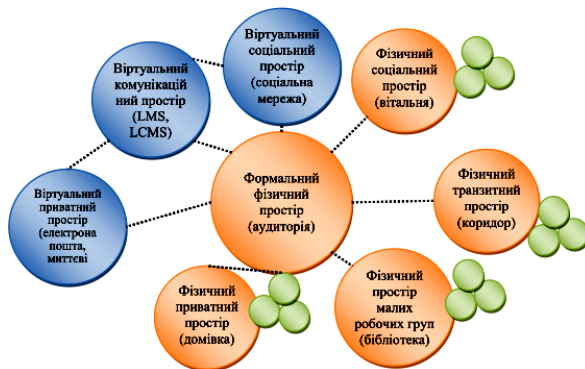 Віртуальний
соціальний
простір
(соціальна
мережа)
Фізичний
соціальний
простір
(вітальня)
Віртуальний
комунікацій
ний простір
(LMS,
LCMS)
Формальний
фізичний
простір
(аудиторія)
Фізичний
транзитний
простір
(коридор)
Віртуальний
приватний
простір
(електрона
пошта,
миттєві
Фізичний
приватний
простір
(домівка)
Фізичний
простір
малих
робочих груп
(бібліотека)